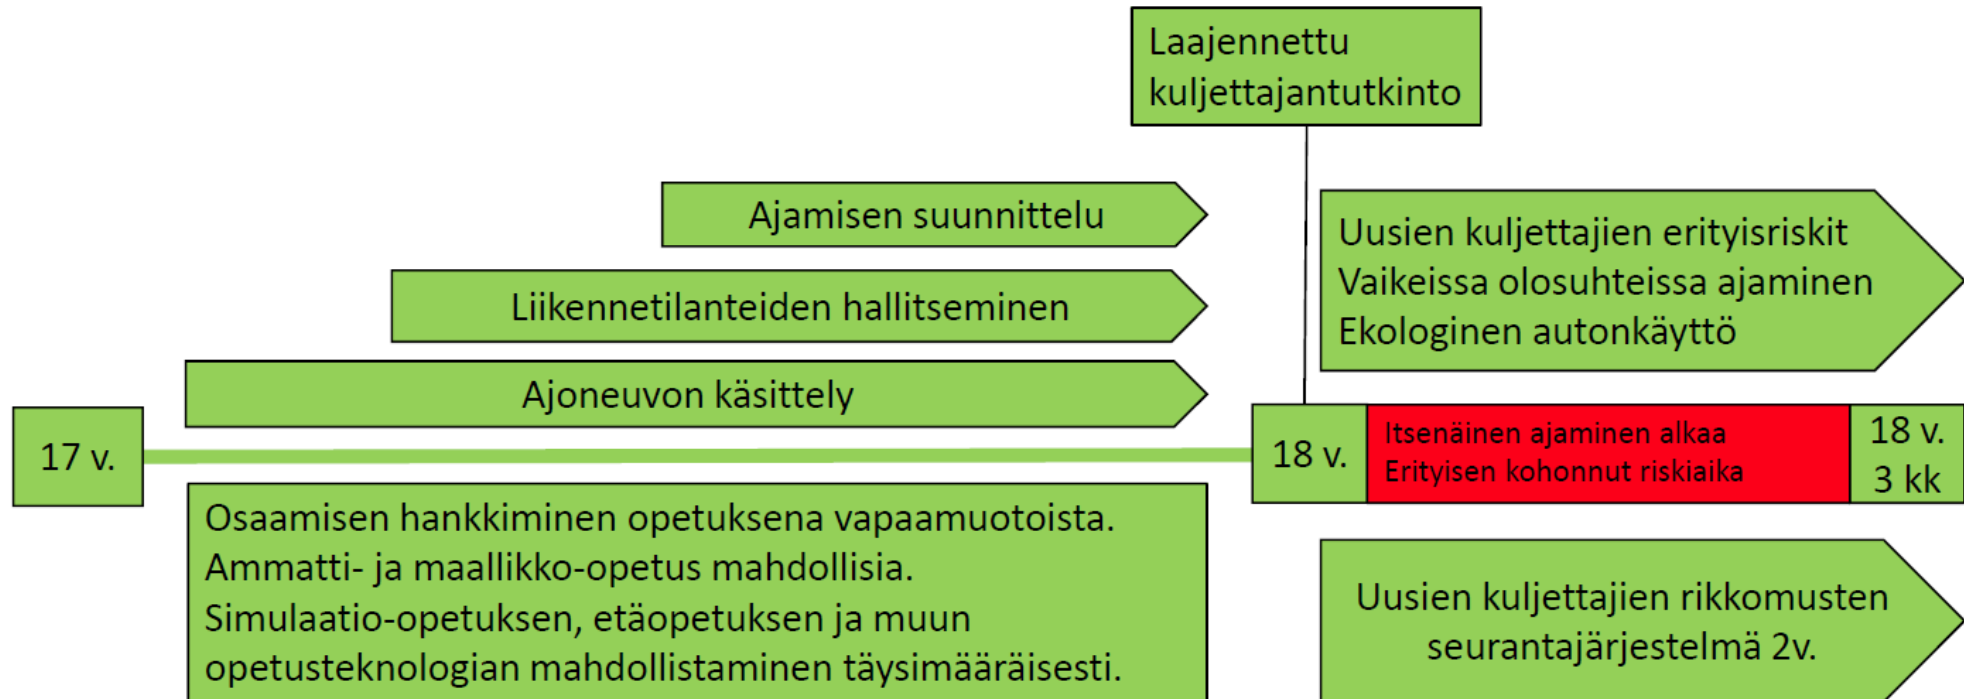 Laajennettu
kuljettajantutkinto
Ajamisen suunnittelu
Liikennetilanteiden hallitseminen
Ajoneuvon käsittely
Uusien kuljettajien erityisriskit
Vaikeissa olosuhteissa ajaminen
Ekologinen autonkäyttö
17 v.
18 v.
Itsenäinen ajaminen alkaa
Erityisen kohonnut riskiaika
18 v.
3 kk
Osaamisen hankkiminen opetuksena vapaamuotoista.
Ammatti- ja maallikko-opetus mahdollisia.
Simulaatio-opetuksen, etäopetuksen ja muun
opetusteknologian mahdollistaminen täysimääräisesti.
Uusien kuljettajien rikkomusten
seurantajärjestelmä 2v.